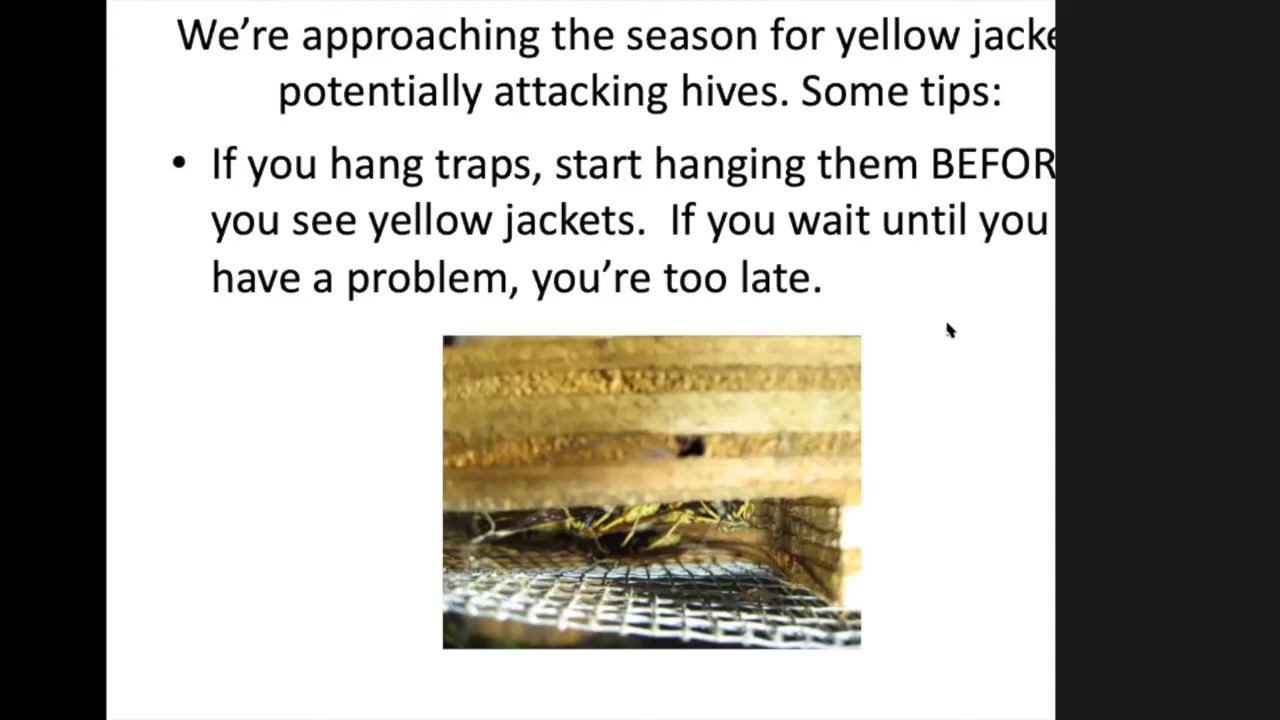 We’re approaching the season for yellow jacke
potentially attacking hives. Some tips:
• If you hang traps, start hanging them BEFOR
you see yellow jackets.  If you wait until you
have a problem, you’re too late.